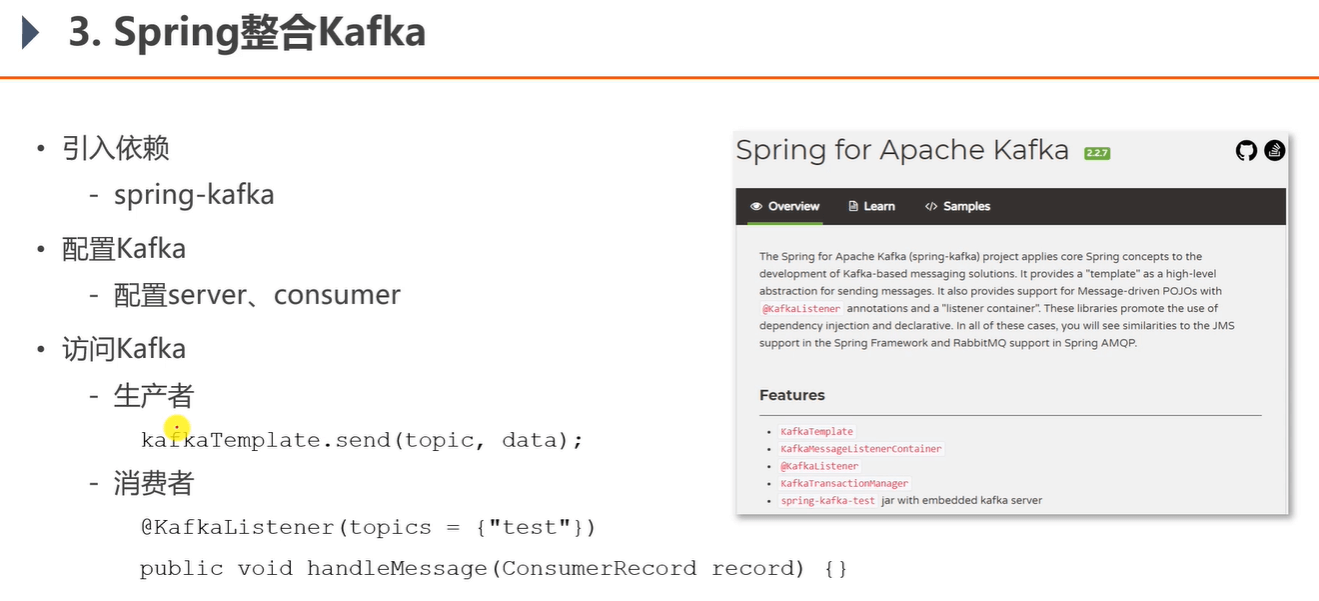 3. Spring整合Kafka
• 引入依赖
- spring-kafka
• 配置Kafka
- 配置server、consumer
• 访问Kafka
- 生产者
kafkaTemplate.send(topic, data);
- 消费者
@KafkaListener(topics = {"test"})
public void handleMessage(ConsumerRecord record) {}
Spring for Apache Kafka 2.2.7
Overview Learn </> Samples
The Spring for Apache Kafka (spring-kafka) project applies core Spring concepts to the
development of Kafka-based messaging solutions. It provides a "template" as a high-level
abstraction for sending messages. It also provides support for Message-driven POJOs with
@KafkaListener annotations and a "listener container". These libraries promote the use of
dependency injection and declarative. In all of these cases, you will see similarities to the JMS
support in the Spring Framework and RabbitMQ support in Spring AMQP.
Features
• KafkaTemplate
• KafkaMessageListenerContainer
• @KafkaListener
• KafkaTransactionManager
• spring-kafka-test jar with embedded kafka server